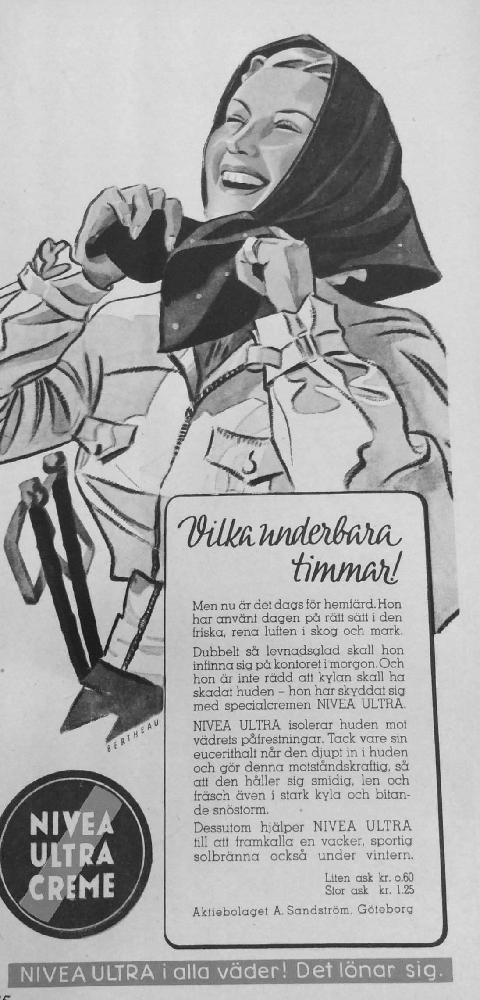 Vilka underbara
timmar!
Men nu är det dags för hemfärd. Hon
har använt dagen på rätt sätt i den
friska, rena luften i skog och mark.
Dubbelt så levnadsglad skall hon
infinna sig på kontoret i morgon. Och
hon är inte rädd att kylan skall ha
skadat huden – hon har skyddat sig
med specialcremen NIVEA ULTRA.
NIVEA ULTRA isolerar huden mot
vädrets påfrestningar. Tack vare sin
eucerithalt når den djupt in i huden
och gör denna motståndskraftig, så
att den håller sig smidig, len och
fräsch även i stark kyla och bitan-
de snöstorm.
Dessutom hjälper NIVEA ULTRA
till att framkalla en vacker, sportig
solbränna också under vintern.
Liten ask kr. o.60
Stor ask kr. 1.25
Aktiebolaget A. Sandström, Göteborg
BERTHEAU
NIVEA
ULTRA
CREME
NIVEA ULTRA i alla väder! Det lönar sig.